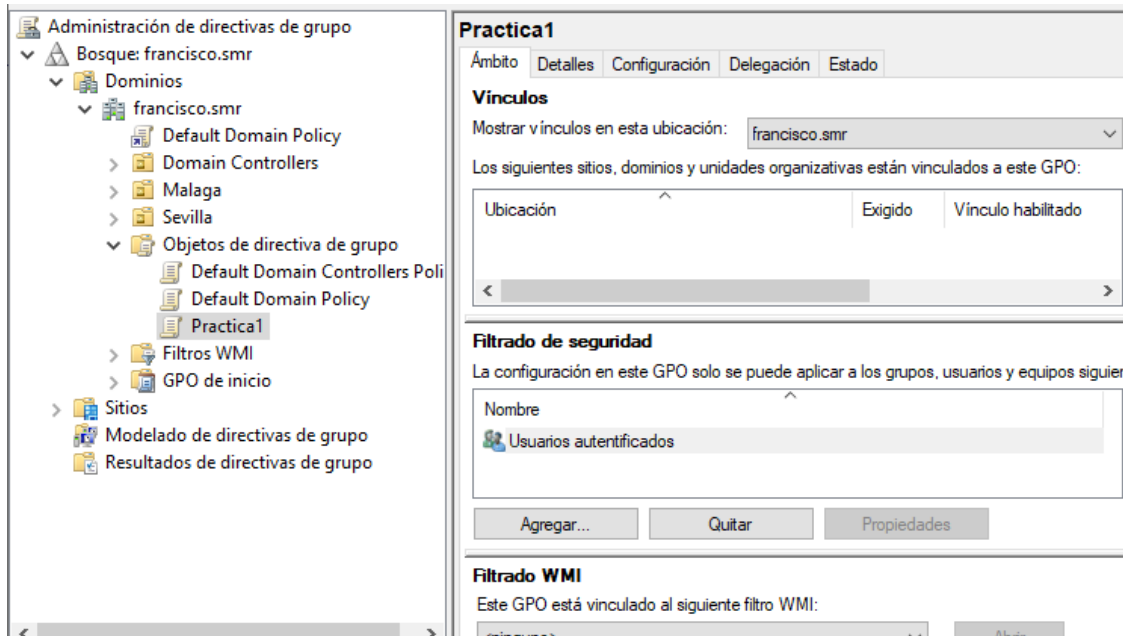 Administración de directivas de grupo
Bosque: francisco.smr
Dominios
francisco.smr
Default Domain Policy
Domain Controllers
Malaga
Sevilla
Objetos de directiva de grupo
Default Domain Controllers Poli
Default Domain Policy
Practica1
Filtros WMI
GPO de inicio
Sitios
Modelado de directivas de grupo
Resultados de directivas de grupo
Practica1
Ámbito Detalles Configuración Delegación Estado
Vínculos
Mostrar vínculos en esta ubicación: francisco.smr
Los siguientes sitios, dominios y unidades organizativas están vinculados a este GPO:
Ubicación Exigido Vínculo habilitado
Filtrado de seguridad
La configuración en este GPO solo se puede aplicar a los grupos, usuarios y equipos siguien
Nombre
Usuarios autentificados
Agregar... Quitar Propiedades
Filtrado WMI
Este GPO está vinculado al siguiente filtro WMI: